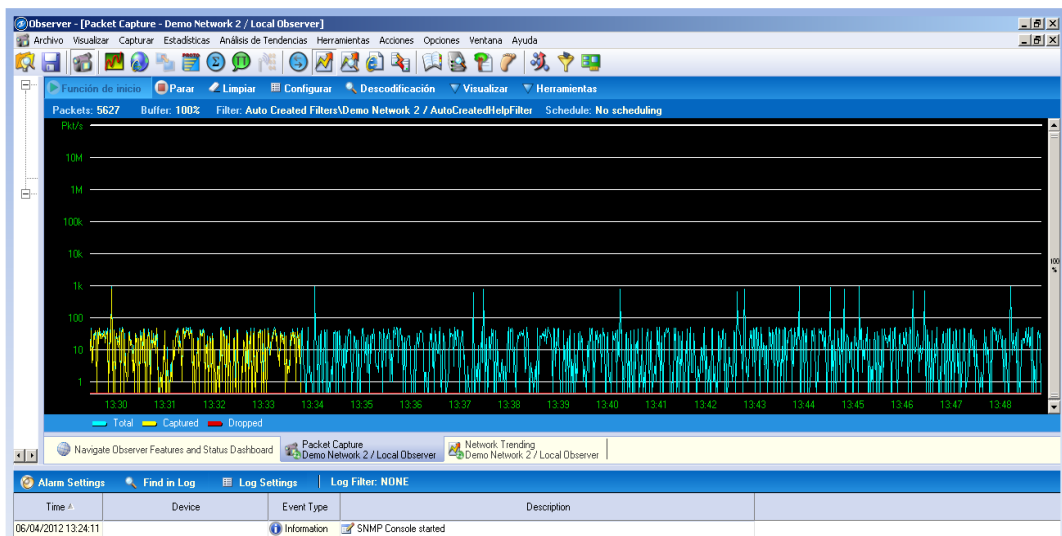 Observer - [Packet Capture - Demo Network 2 / Local Observer]
Archivo Visualizar Capturar Estadísticas Análisis de Tendencias Herramientas Acciones Opciones Ventana Ayuda
Función de inicio Parar Limpiar Configurar Descodificación Visualizar Herramientas
Packets: 5627 Buffer: 100% Filter: Auto Created Filters\Demo Network 2 / AutoCreatedHelpFilter Schedule: No scheduling
Pkt/s
10M
1M
100k
10k
1k
100
10
1
100 %
13:30 13:31 13:32 13:33 13:34 13:35 13:36 13:37 13:38 13:39 13:40 13:41 13:42 13:43 13:44 13:45 13:46 13:47 13:48
Total Captured Dropped
Navigate Observer Features and Status Dashboard
Packet Capture
Demo Network 2 / Local Observer
Network Trending
Demo Network 2 / Local Observer
Alarm Settings Find in Log Log Settings Log Filter: NONE
Time Device Event Type Description
06/04/2012 13:24:11 Information SNMP Console started